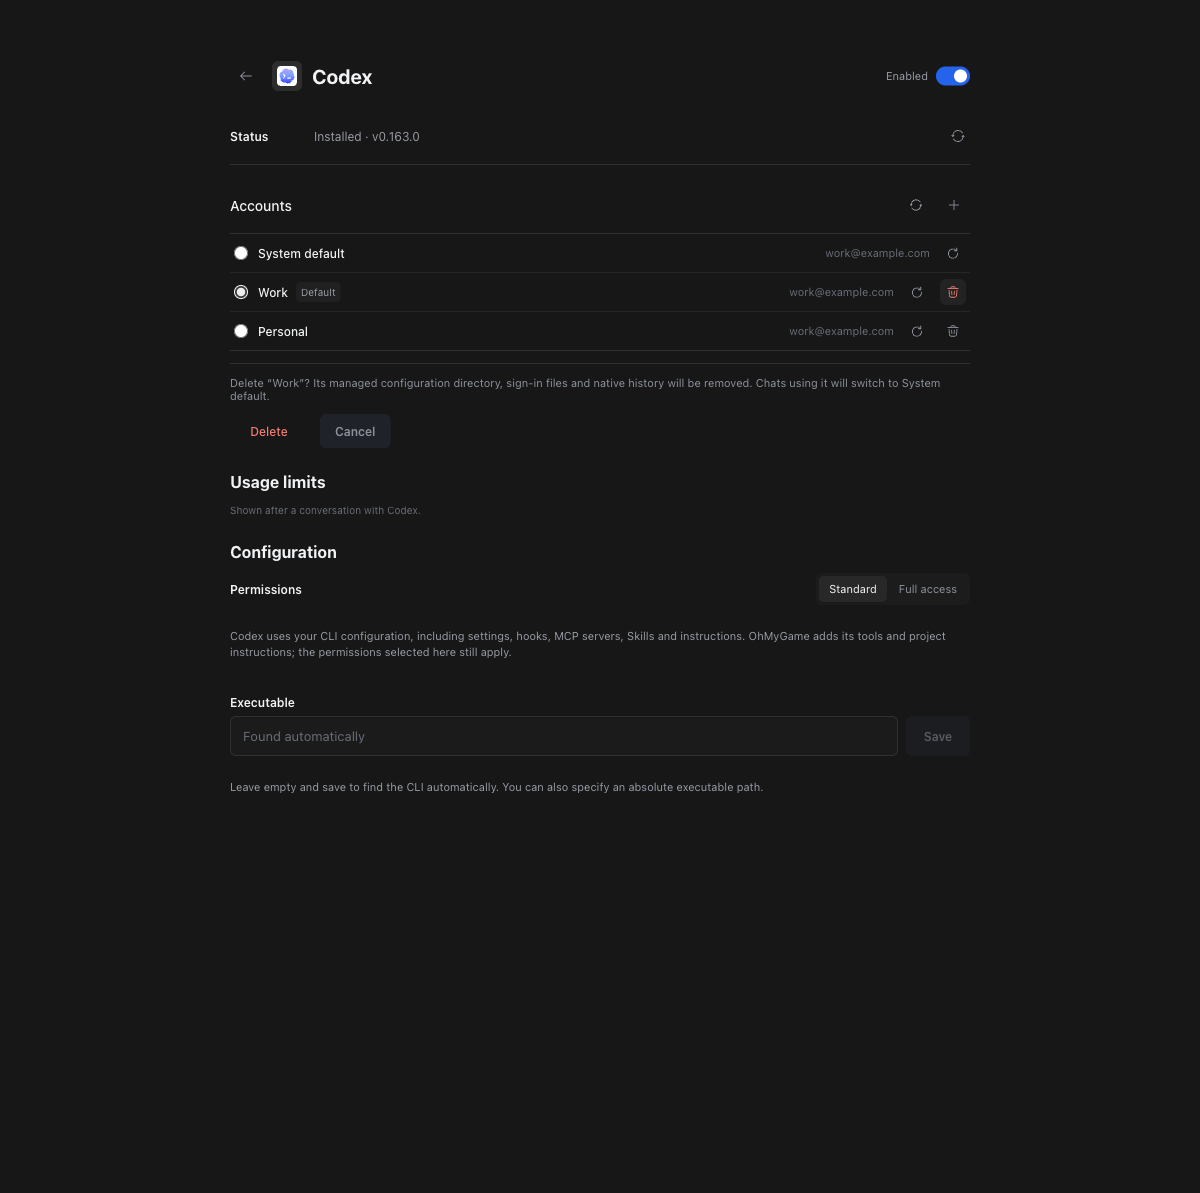 Codex
Enabled
Status
Installed · v0.163.0
Accounts
System default
work@example.com
Work
Default
work@example.com
Personal
work@example.com
Delete “Work”? Its managed configuration directory, sign-in files and native history will be removed. Chats using it will switch to System
default.
Delete
Cancel
Usage limits
Shown after a conversation with Codex.
Configuration
Permissions
Standard
Full access
Codex uses your CLI configuration, including settings, hooks, MCP servers, Skills and instructions. OhMyGame adds its tools and project
instructions; the permissions selected here still apply.
Executable
Found automatically
Save
Leave empty and save to find the CLI automatically. You can also specify an absolute executable path.